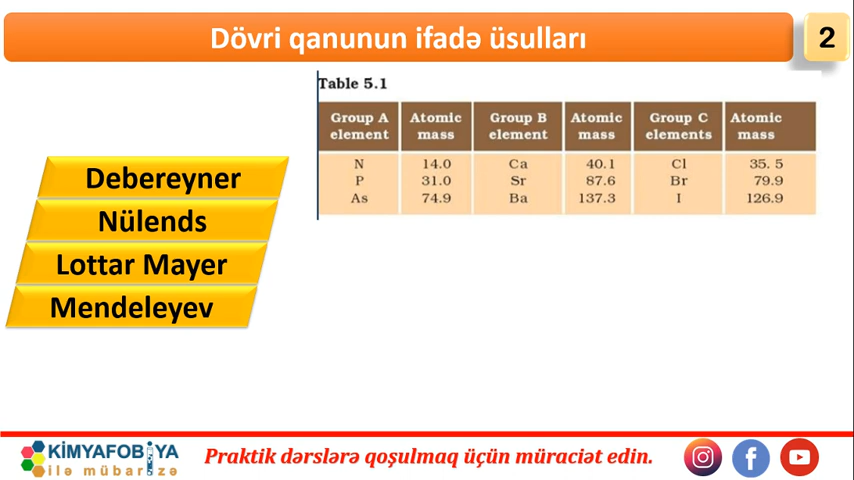 Dövri qanunun ifadə üsulları
2
Debereyner
Nülends
Lottar Mayer
Mendeleyev
Table 5.1
Group A element Atomic mass Group B element Atomic mass Group C elements Atomic mass
N 14.0 Ca 40.1 Cl 35. 5
P 31.0 Sr 87.6 Br 79.9
As 74.9 Ba 137.3 I 126.9
KİMYAFOBİYA
ilə mübarizə
Praktik dərslərə qoşulmaq üçün müraciət edin.